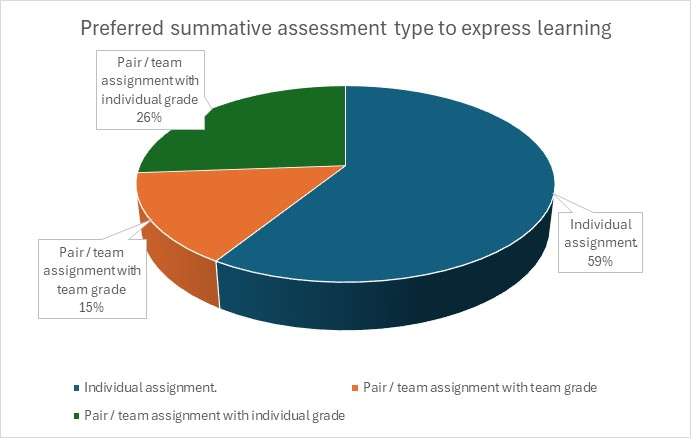 Preferred summative assessment type to express learning
Pair / team
assignment with
individual grade
26%
Individual
assignment.
59%
Pair / team
assignment with
team grade
15%
Individual assignment.
Pair / team assignment with team grade
Pair / team assignment with individual grade